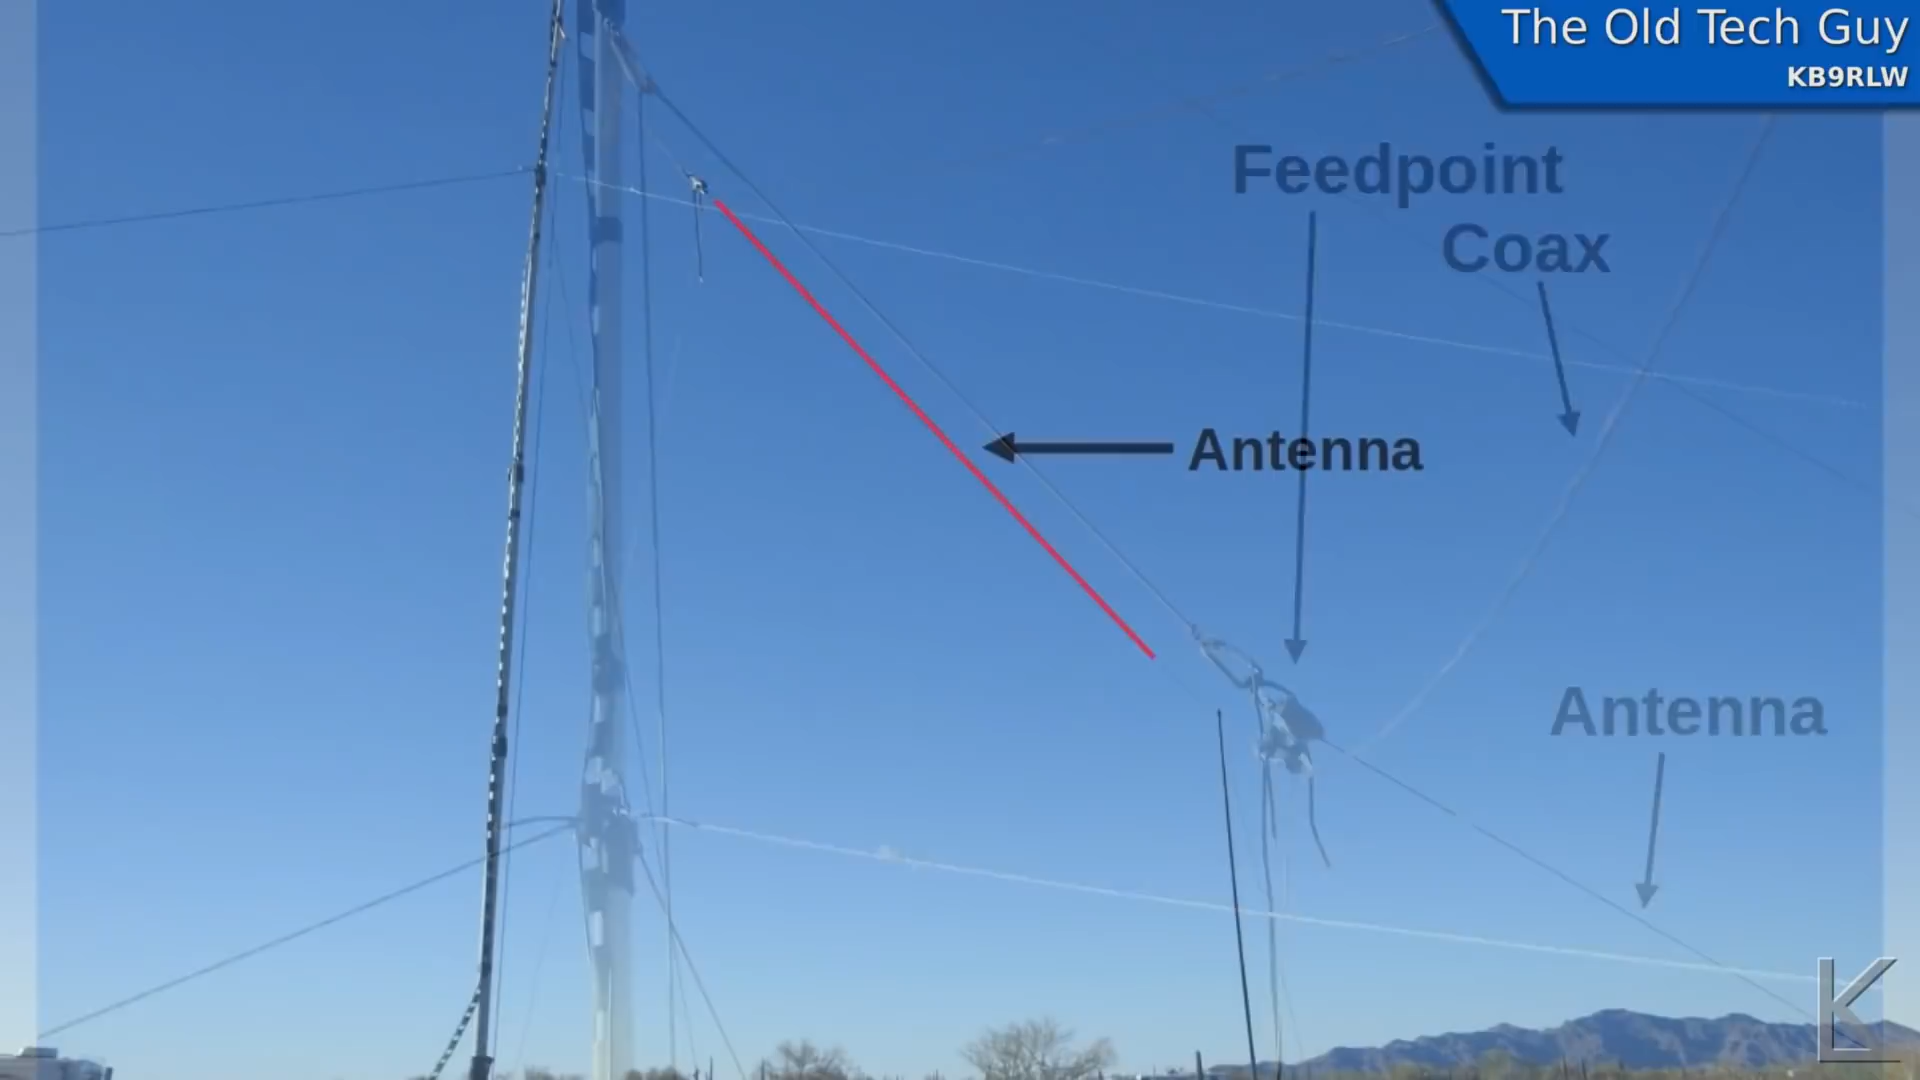 The Old Tech Guy
KB9RLW
Feedpoint
Coax
Antenna
Antenna
K